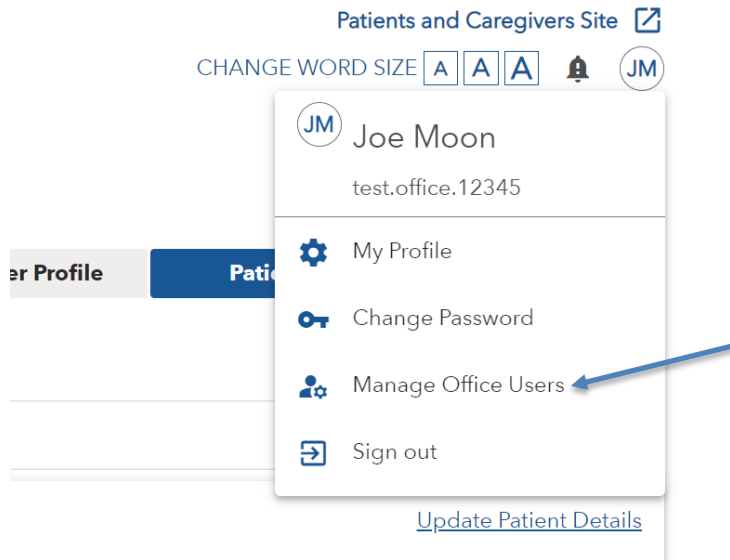 Patients and Caregivers Site
CHANGE WORD SIZE A A A JM
JM Joe Moon
test.office.12345
My Profile
er Profile
Change Password
Manage Office Users
Sign out
Update Patient Details